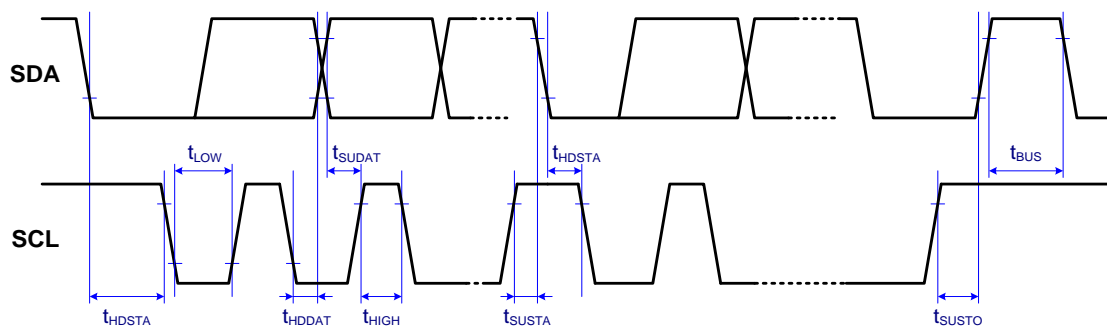 SDA
tLOW
tSUDAT
tHDSTA
tBUS
SCL
tHDSTA
tHDDAT
tHIGH
tSUSTA
tSUSTO